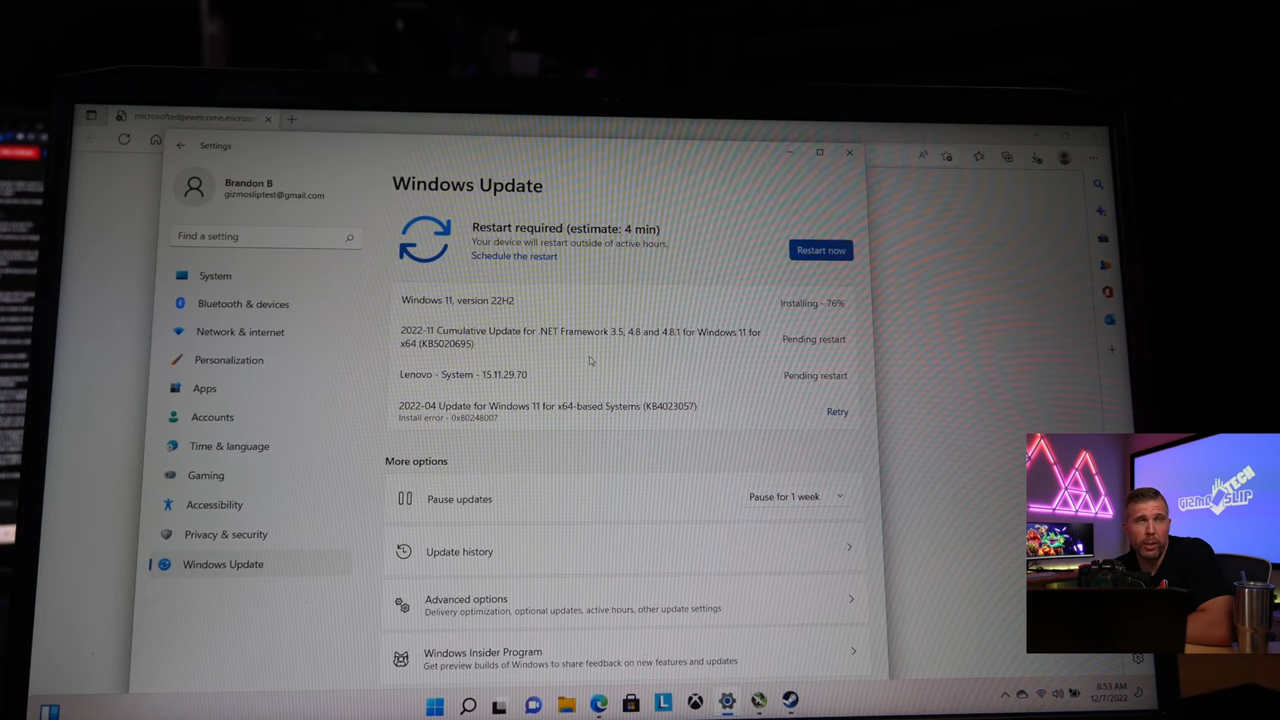 microsoftedgewelcome.microso
Settings
Brandon B
gizmosliptest@gmail.com
Find a setting
System
Bluetooth & devices
Network & internet
Personalization
Apps
Accounts
Time & language
Gaming
Accessibility
Privacy & security
Windows Update
Windows Update
Restart required (estimate: 4 min)
Your device will restart outside of active hours.
Schedule the restart
Restart now
Windows 11, version 22H2
Installing - 76%
2022-11 Cumulative Update for .NET Framework 3.5, 4.8 and 4.8.1 for Windows 11 for
x64 (KB5020695)
Pending restart
Lenovo - System - 15.11.29.70
Pending restart
2022-04 Update for Windows 11 for x64-based Systems (KB4023057)
Install error - 0x80248007
Retry
More options
Pause updates
Pause for 1 week
Update history
Advanced options
Delivery optimization, optional updates, active hours, other update settings
Windows Insider Program
Get preview builds of Windows to share feedback on new features and updates
8:53 AM
12/7/2022
GIZMO
SLIP
TECH